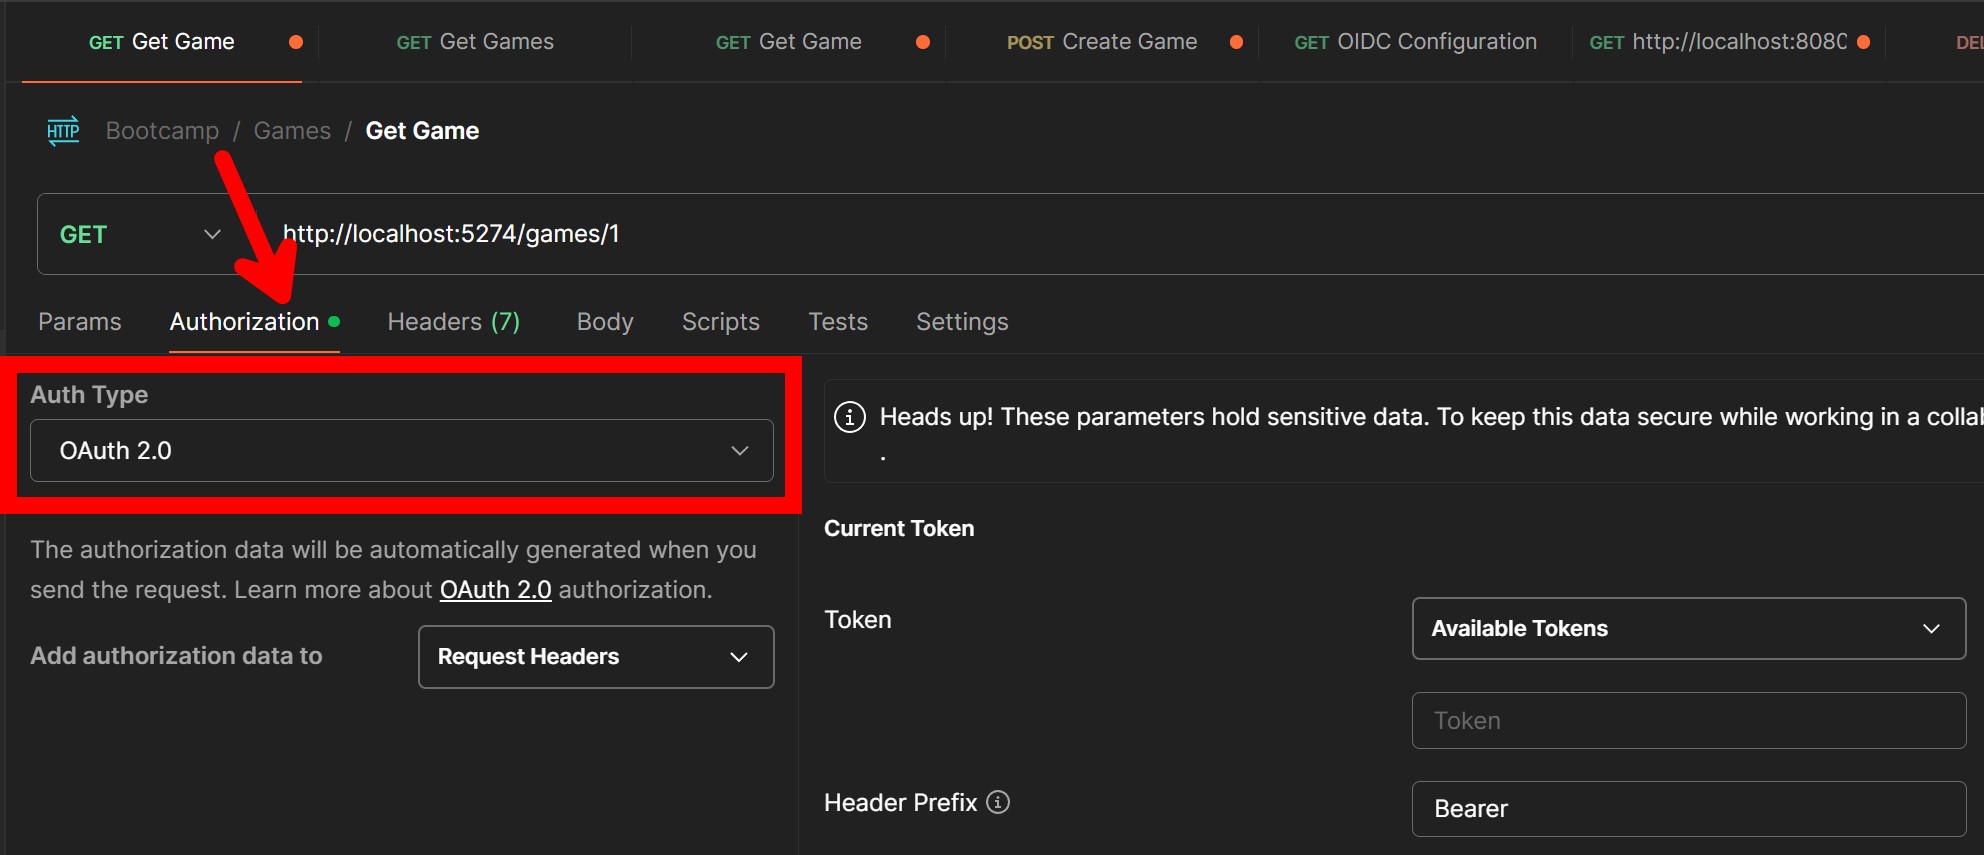 GET Get Game GET Get Games GET Get Game POST Create Game GET OIDC Configuration GET http://localhost:808
HTTP Bootcamp / Games / Get Game
GET http://localhost:5274/games/1
Params Authorization Headers (7) Body Scripts Tests Settings
Auth Type
OAuth 2.0
The authorization data will be automatically generated when you
send the request. Learn more about OAuth 2.0 authorization.
Add authorization data to Request Headers
Heads up! These parameters hold sensitive data. To keep this data secure while working in a
.
Current Token
Token Available Tokens
Token
Header Prefix Bearer